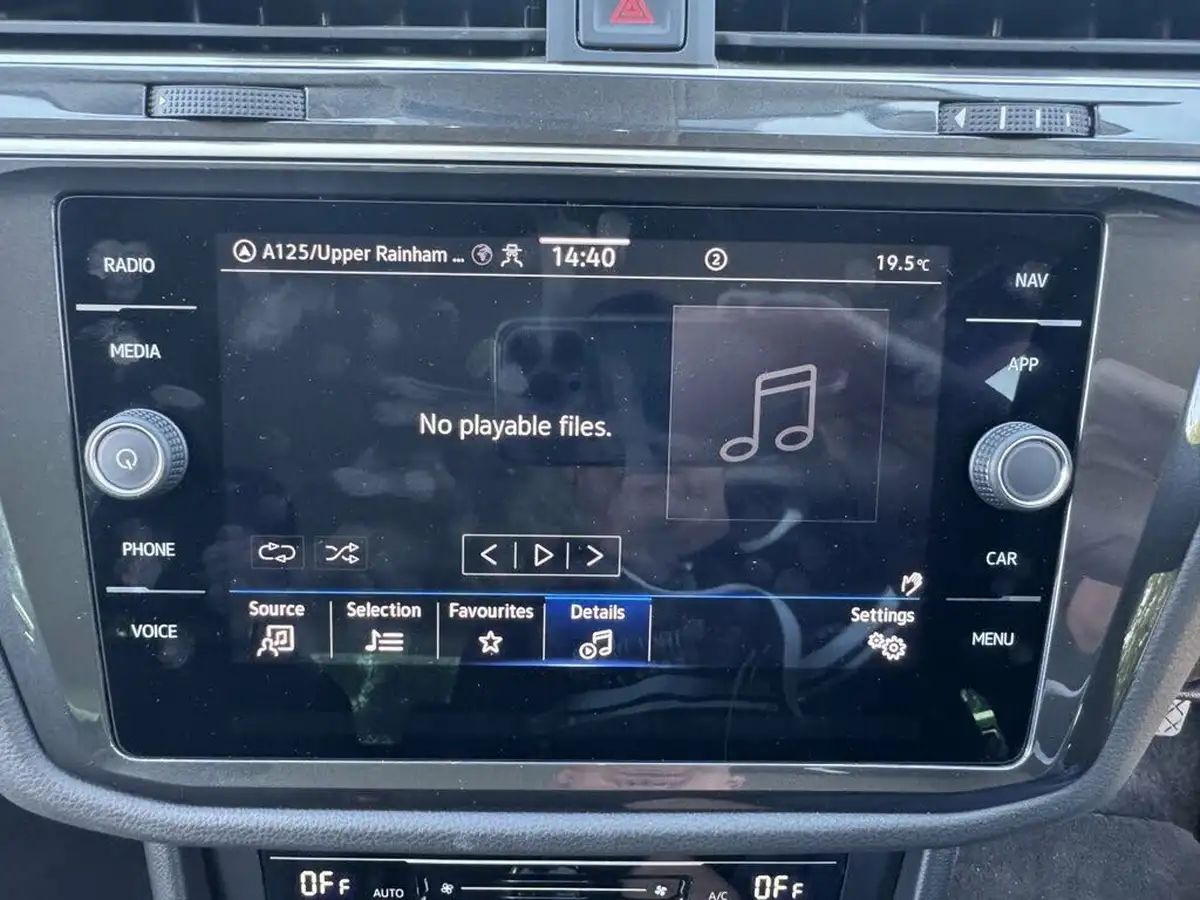 RADIO
MEDIA
PHONE
VOICE
A125/Upper Rainham ...
14:40
2
19.5°C
No playable files.
Source
Selection
Favourites
Details
Settings
NAV
APP
CAR
MENU
OFF
AUTO
A/C
OFF